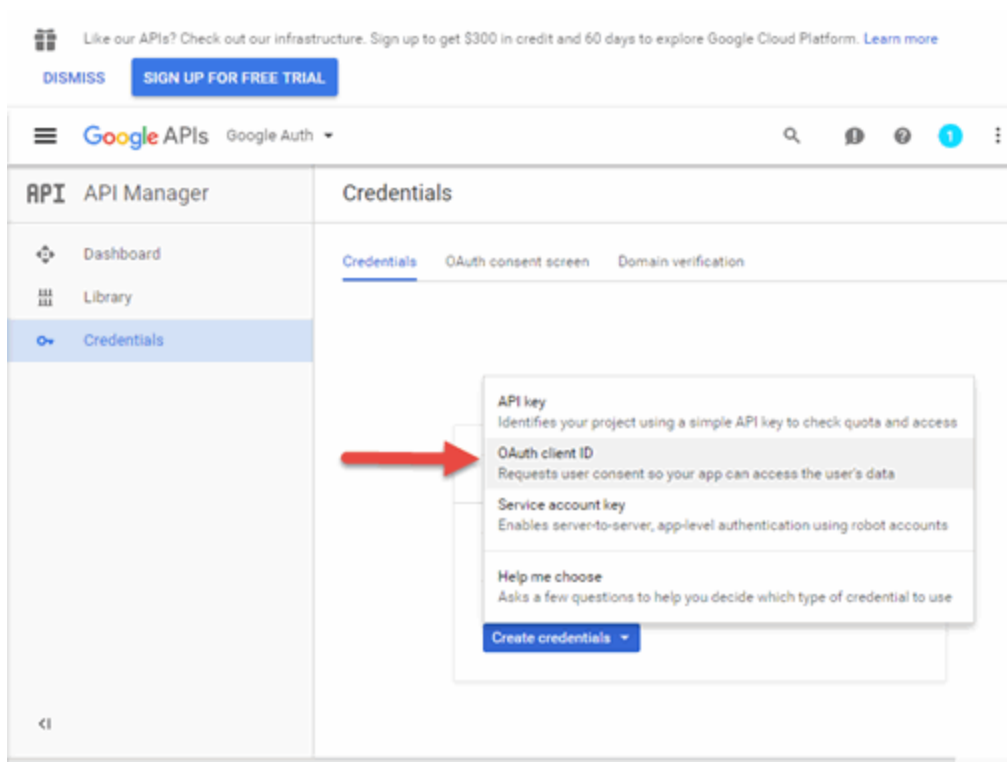 Like our APIs? Check out our infrastructure. Sign up to get $300 in credit and 60 days to explore Google Cloud Platform. Learn more
DISMISS SIGN UP FOR FREE TRIAL
Google APIs Google Auth
1
API API Manager
Credentials
Dashboard
Library
Credentials
Credentials OAuth consent screen Domain verification
API key
Identifies your project using a simple API key to check quota and access
OAuth client ID
Requests user consent so your app can access the user's data
Service account key
Enables server-to-server, app-level authentication using robot accounts
Help me choose
Asks a few questions to help you decide which type of credential to use
Create credentials